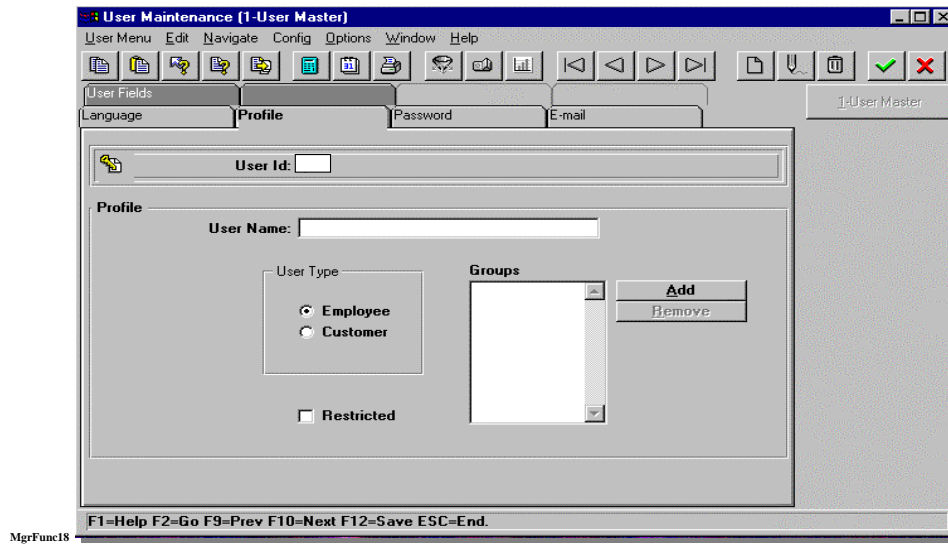 User Maintenance (1-User Master)
User Menu Edit Navigate Config Options Window Help
31
User Fields
1-User Master
Language Profile Password E-mail
User Id:
Profile
User Name:
User Type Groups
Add
Employee Remove
Customer
Restricted
F1=Help F2=Go F9=Prev F10=Next F12=Save ESC=End.
MgrFunc18